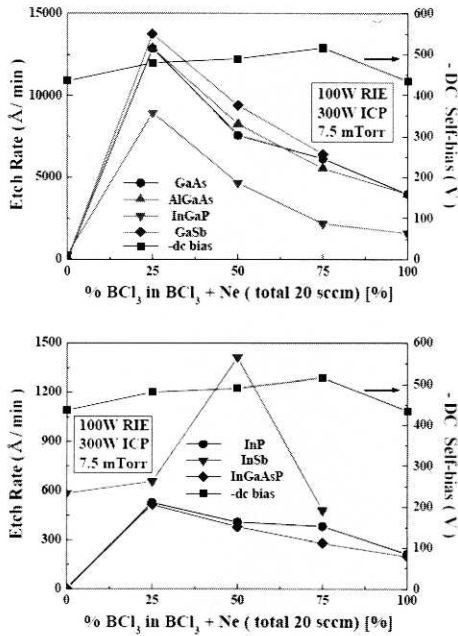 15000
10000
5000
0
Etch Rate ( Å / min )
600
500
400
300
200
100
0
- DC Self-bias ( V )
100W RIE
300W ICP
7.5 mTorr
GaAs
AlGaAs
InGaP
GaSb
-dc bias
0 25 50 75 100
% BCl₃ in BCl₃ + Ne ( total 20 sccm) [%]
1500
1200
900
600
300
0
Etch Rate ( Å / min )
600
500
400
300
200
100
0
- DC Self-bias ( V )
100W RIE
300W ICP
7.5 mTorr
InP
InSb
InGaAsP
-dc bias
0 25 50 75 100
% BCl₃ in BCl₃ + Ne ( total 20 sccm) [%]